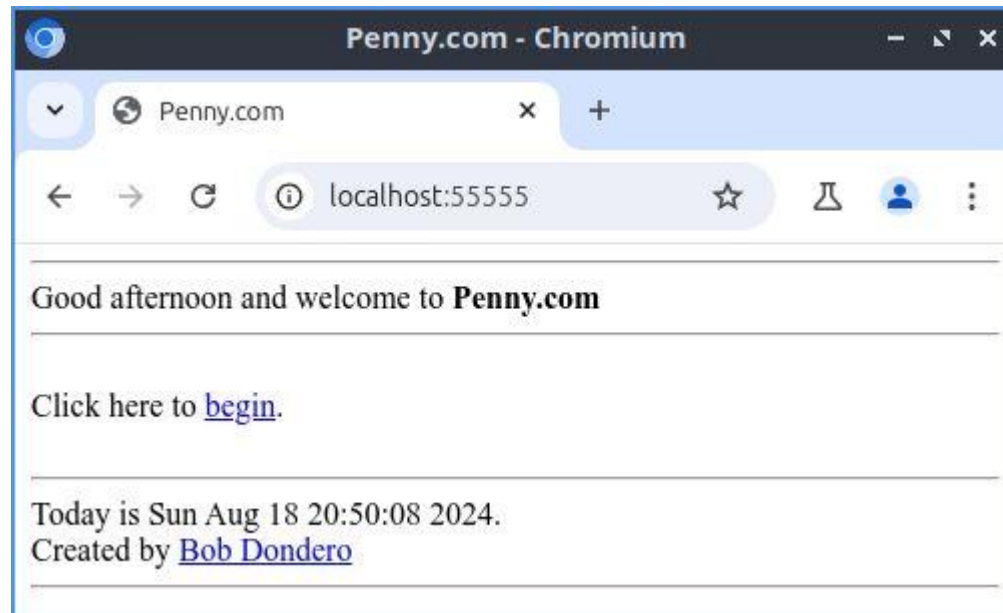 Penny.com - Chromium
Penny.com
localhost:55555
Good afternoon and welcome to Penny.com
Click here to begin.
Today is Sun Aug 18 20:50:08 2024.
Created by Bob Dondero